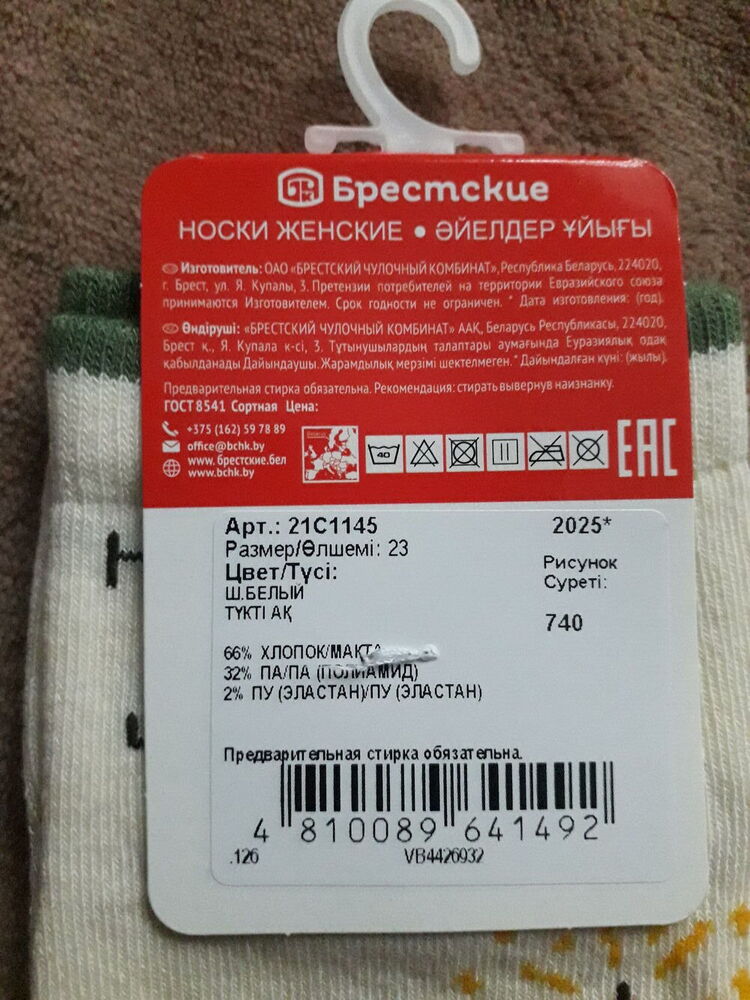 Брестские
НОСКИ ЖЕНСКИЕ • ӘЙЕЛДЕР ҰЙЫҒЫ
Изготовитель: ОАО «БРЕСТСКИЙ ЧУЛОЧНЫЙ КОМБИНАТ», Республика Беларусь, 224020,
г. Брест, ул. Я. Купалы, 3. Претензии потребителей на территории Евразийского союза
принимаются Изготовителем. Срок годности не ограничен. * Дата изготовления: (год).
Өндіруші: «БРЕСТСКИЙ ЧУЛОЧНЫЙ КОМБИНАТ» ААҚ, Беларусь Республикасы, 224020,
Брест қ., Я. Купала к-сі, 3. Тұтынушылардың талаптары аумағында Еуразиялық одақ
қабылданады Дайындаушы. Жарамдылық мерзімі шектелмеген. * Дайындалған күні: (жылы).
Предварительная стирка обязательна. Рекомендация: стирать вывернув наизнанку.
ГОСТ 8541 Сортная Цена:
+375 (162) 59 78 89
office@bchk.by
www.брестские.бел
www.bchk.by
40
EAC
Арт.: 21С1145 2025*
Размер/Өлшемі: 23
Цвет/Түсі:
Ш.БЕЛЫЙ
ТҮКТІ АҚ
Рисунок
Суреті:
740
66% ХЛОПОК/МАҚТА
32% ПА/ПА (ПОЛИАМИД)
2% ПУ (ЭЛАСТАН)/ПУ (ЭЛАСТАН)
Предварительная стирка обязательна.
4 810089 641492
.126 VB4426932